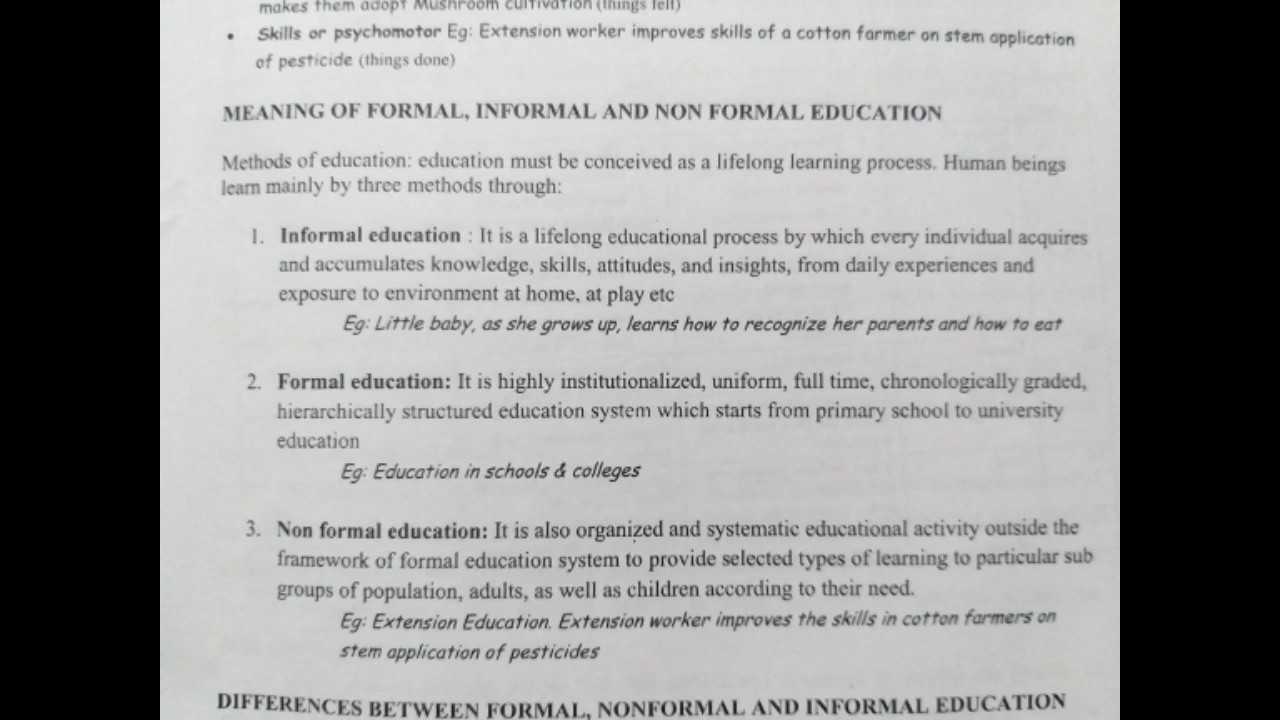 makes them adopt Mushroom cultivation (things felt)
• Skills or psychomotor Eg: Extension worker improves skills of a cotton farmer on stem application
of pesticide (things done)
MEANING OF FORMAL, INFORMAL AND NON FORMAL EDUCATION
Methods of education: education must be conceived as a lifelong learning process. Human beings
learn mainly by three methods through:
1. Informal education : It is a lifelong educational process by which every individual acquires
and accumulates knowledge, skills, attitudes, and insights, from daily experiences and
exposure to environment at home, at play etc
Eg: Little baby, as she grows up, learns how to recognize her parents and how to eat
2. Formal education: It is highly institutionalized, uniform, full time, chronologically graded,
hierarchically structured education system which starts from primary school to university
education
Eg: Education in schools & colleges
3. Non formal education: It is also organized and systematic educational activity outside the
framework of formal education system to provide selected types of learning to particular sub
groups of population, adults, as well as children according to their need.
Eg: Extension Education. Extension worker improves the skills in cotton farmers on
stem application of pesticides
DIFFERENCES BETWEEN FORMAL, NONFORMAL AND INFORMAL EDUCATION